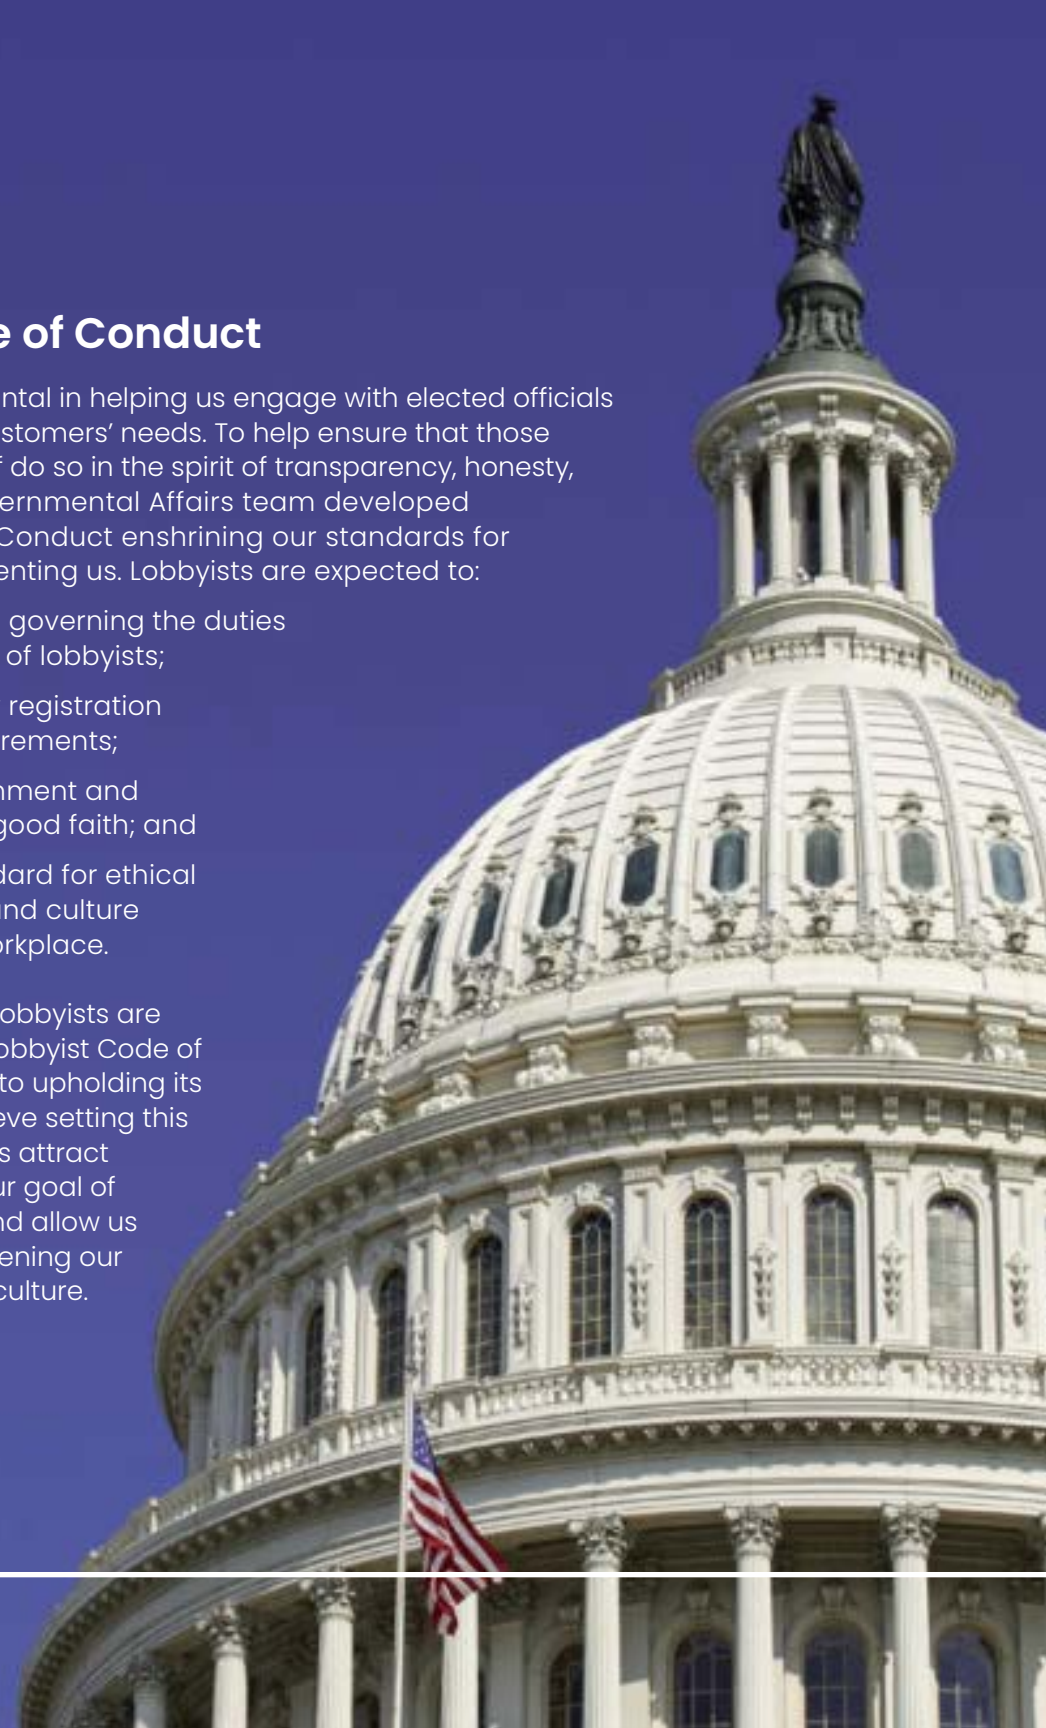 e of Conduct
ntal in helping us engage with elected officials
stomers’ needs. To help ensure that those
f do so in the spirit of transparency, honesty,
ernmental Affairs team developed
Conduct enshrining our standards for
enting us. Lobbyists are expected to:
governing the duties
of lobbyists;
registration
rements;
nment and
good faith; and
dard for ethical
and culture
orkplace.
obbyists are
obbyist Code of
to upholding its
eve setting this
s attract
ur goal of
nd allow us
ening our
culture.